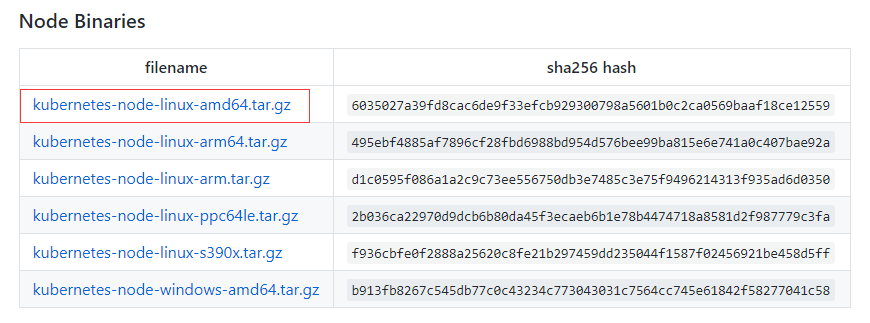 Node Binaries
filename sha256 hash
kubernetes-node-linux-amd64.tar.gz 6035027a39fd8cac6de9f33efcb929300798a5601b0c2ca0569baaf18ce12559
kubernetes-node-linux-arm64.tar.gz 495ebf4885af7896cf28fbd6988bd954d576bee99ba815e6e741a0c407bae92a
kubernetes-node-linux-arm.tar.gz d1c0595f086a1a2c9c73ee556750db3e7485c3e75f9496214313f935ad6d0350
kubernetes-node-linux-ppc64le.tar.gz 2b036ca22970d9dcb6b80da45f3ecaeb6b1e78b4474718a8581d2f987779c3fa
kubernetes-node-linux-s390x.tar.gz f936cbfe0f2888a25620c8fe21b297459dd235044f1587f02456921be458d5ff
kubernetes-node-windows-amd64.tar.gz b913fb8267c545db77c0c43234c773043031c7564cc745e61842f58277041c58